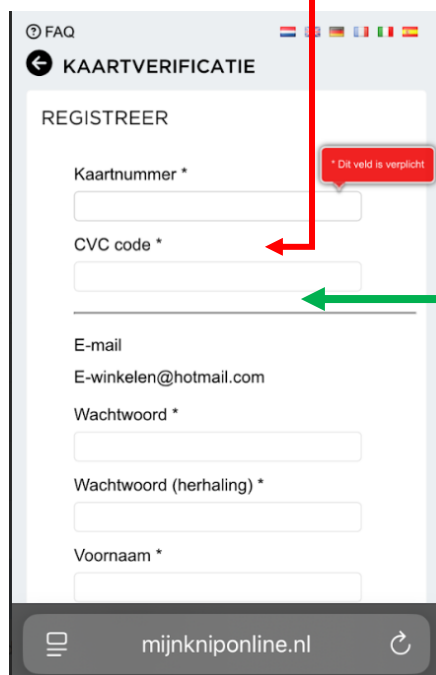 FAQ
KAARTVERIFICATIE
REGISTREER
* Dit veld is verplicht
Kaartnummer *
CVC code *
E-mail
E-winkelen@hotmail.com
Wachtwoord *
Wachtwoord (herhaling) *
Voornaam *
mijnkniponline.nl